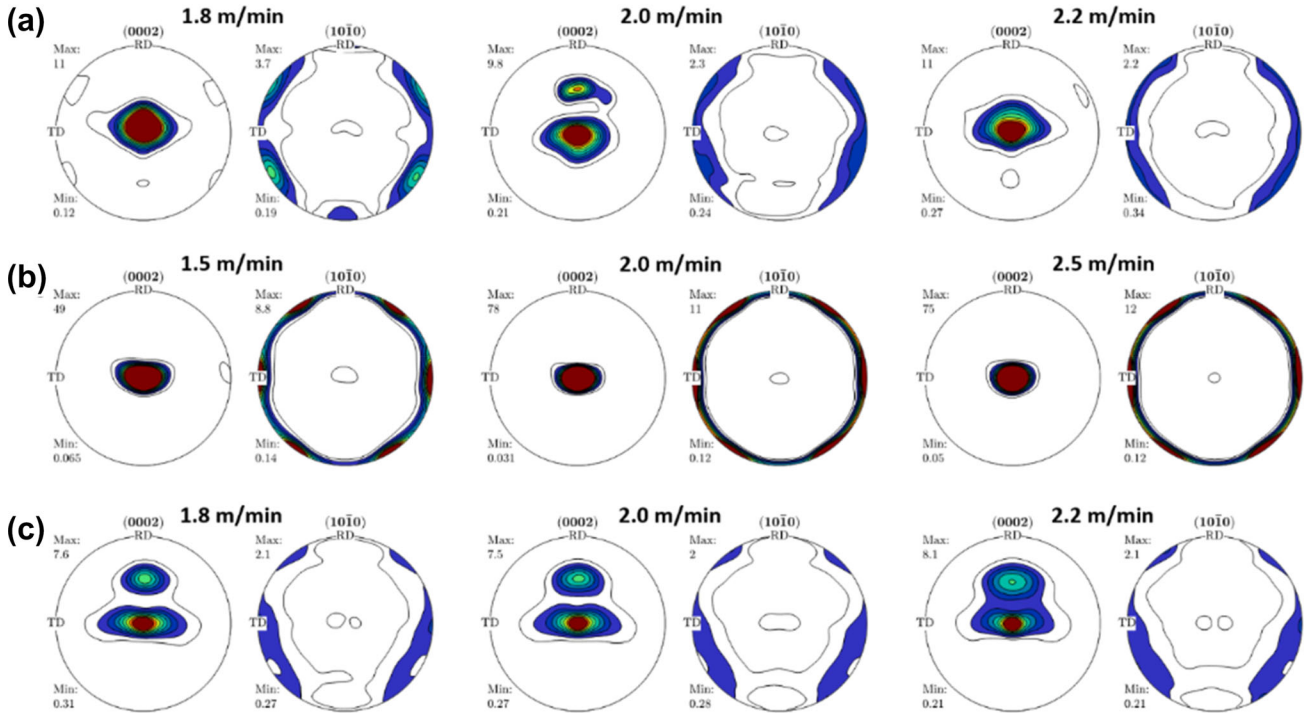 (a)
1.8 m/min
2.0 m/min
2.2 m/min
(0002)
(101̄0)
(0002)
(101̄0)
(0002)
(101̄0)
RD
RD
RD
RD
RD
RD
Max:
11
Max:
3.7
Max:
9.8
Max:
2.3
Max:
11
Max:
2.2
TD
TD
TD
TD
TD
TD
Min:
0.12
Min:
0.19
Min:
0.21
Min:
0.24
Min:
0.27
Min:
0.34
(b)
1.5 m/min
2.0 m/min
2.5 m/min
(0002)
(101̄0)
(0002)
(101̄0)
(0002)
(101̄0)
RD
RD
RD
RD
RD
RD
Max:
49
Max:
8.8
Max:
78
Max:
11
Max:
75
Max:
12
TD
TD
TD
TD
TD
TD
Min:
0.065
Min:
0.14
Min:
0.031
Min:
0.12
Min:
0.05
Min:
0.12
(c)
1.8 m/min
2.0 m/min
2.2 m/min
(0002)
(101̄0)
(0002)
(101̄0)
(0002)
(101̄0)
RD
RD
RD
RD
RD
RD
Max:
7.6
Max:
2.1
Max:
7.5
Max:
2
Max:
8.1
Max:
2.1
TD
TD
TD
TD
TD
TD
Min:
0.31
Min:
0.27
Min:
0.27
Min:
0.28
Min:
0.21
Min:
0.21